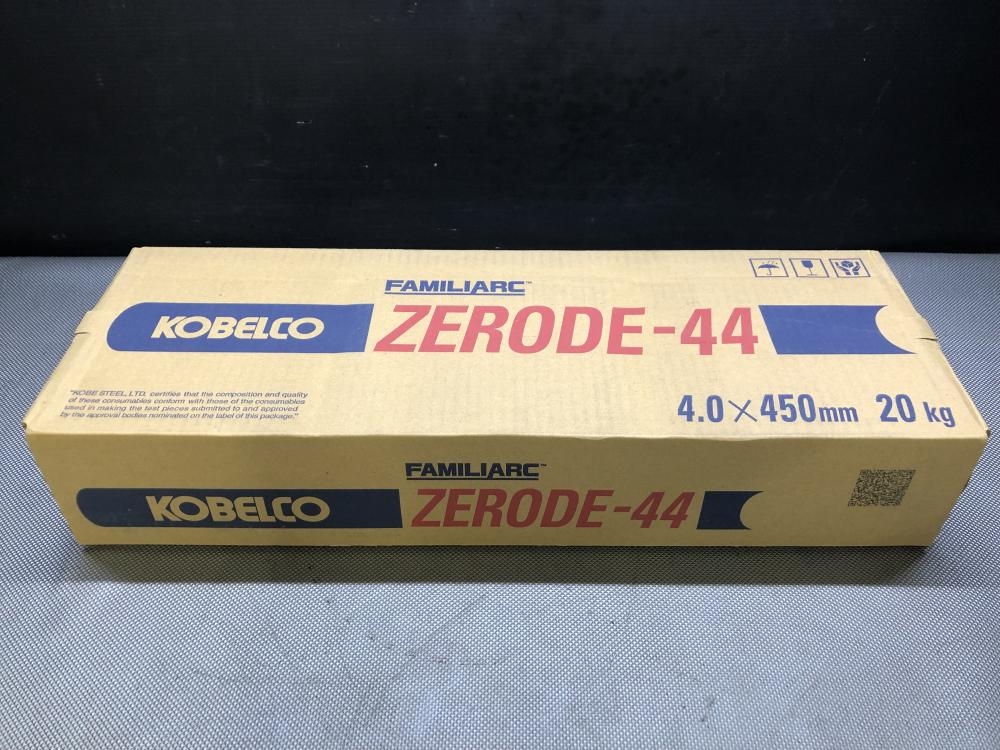 FAMILIARC™
KOBELCO ZERODE-44
"KOBE STEEL, LTD. certifies that the composition and quality
of these consumables conform with those of the consumables
used in making the test pieces submitted to and approved
by the approval bodies nominated on the label of this package."
4.0×450mm 20 kg
FAMILIARC™
KOBELCO ZERODE-44